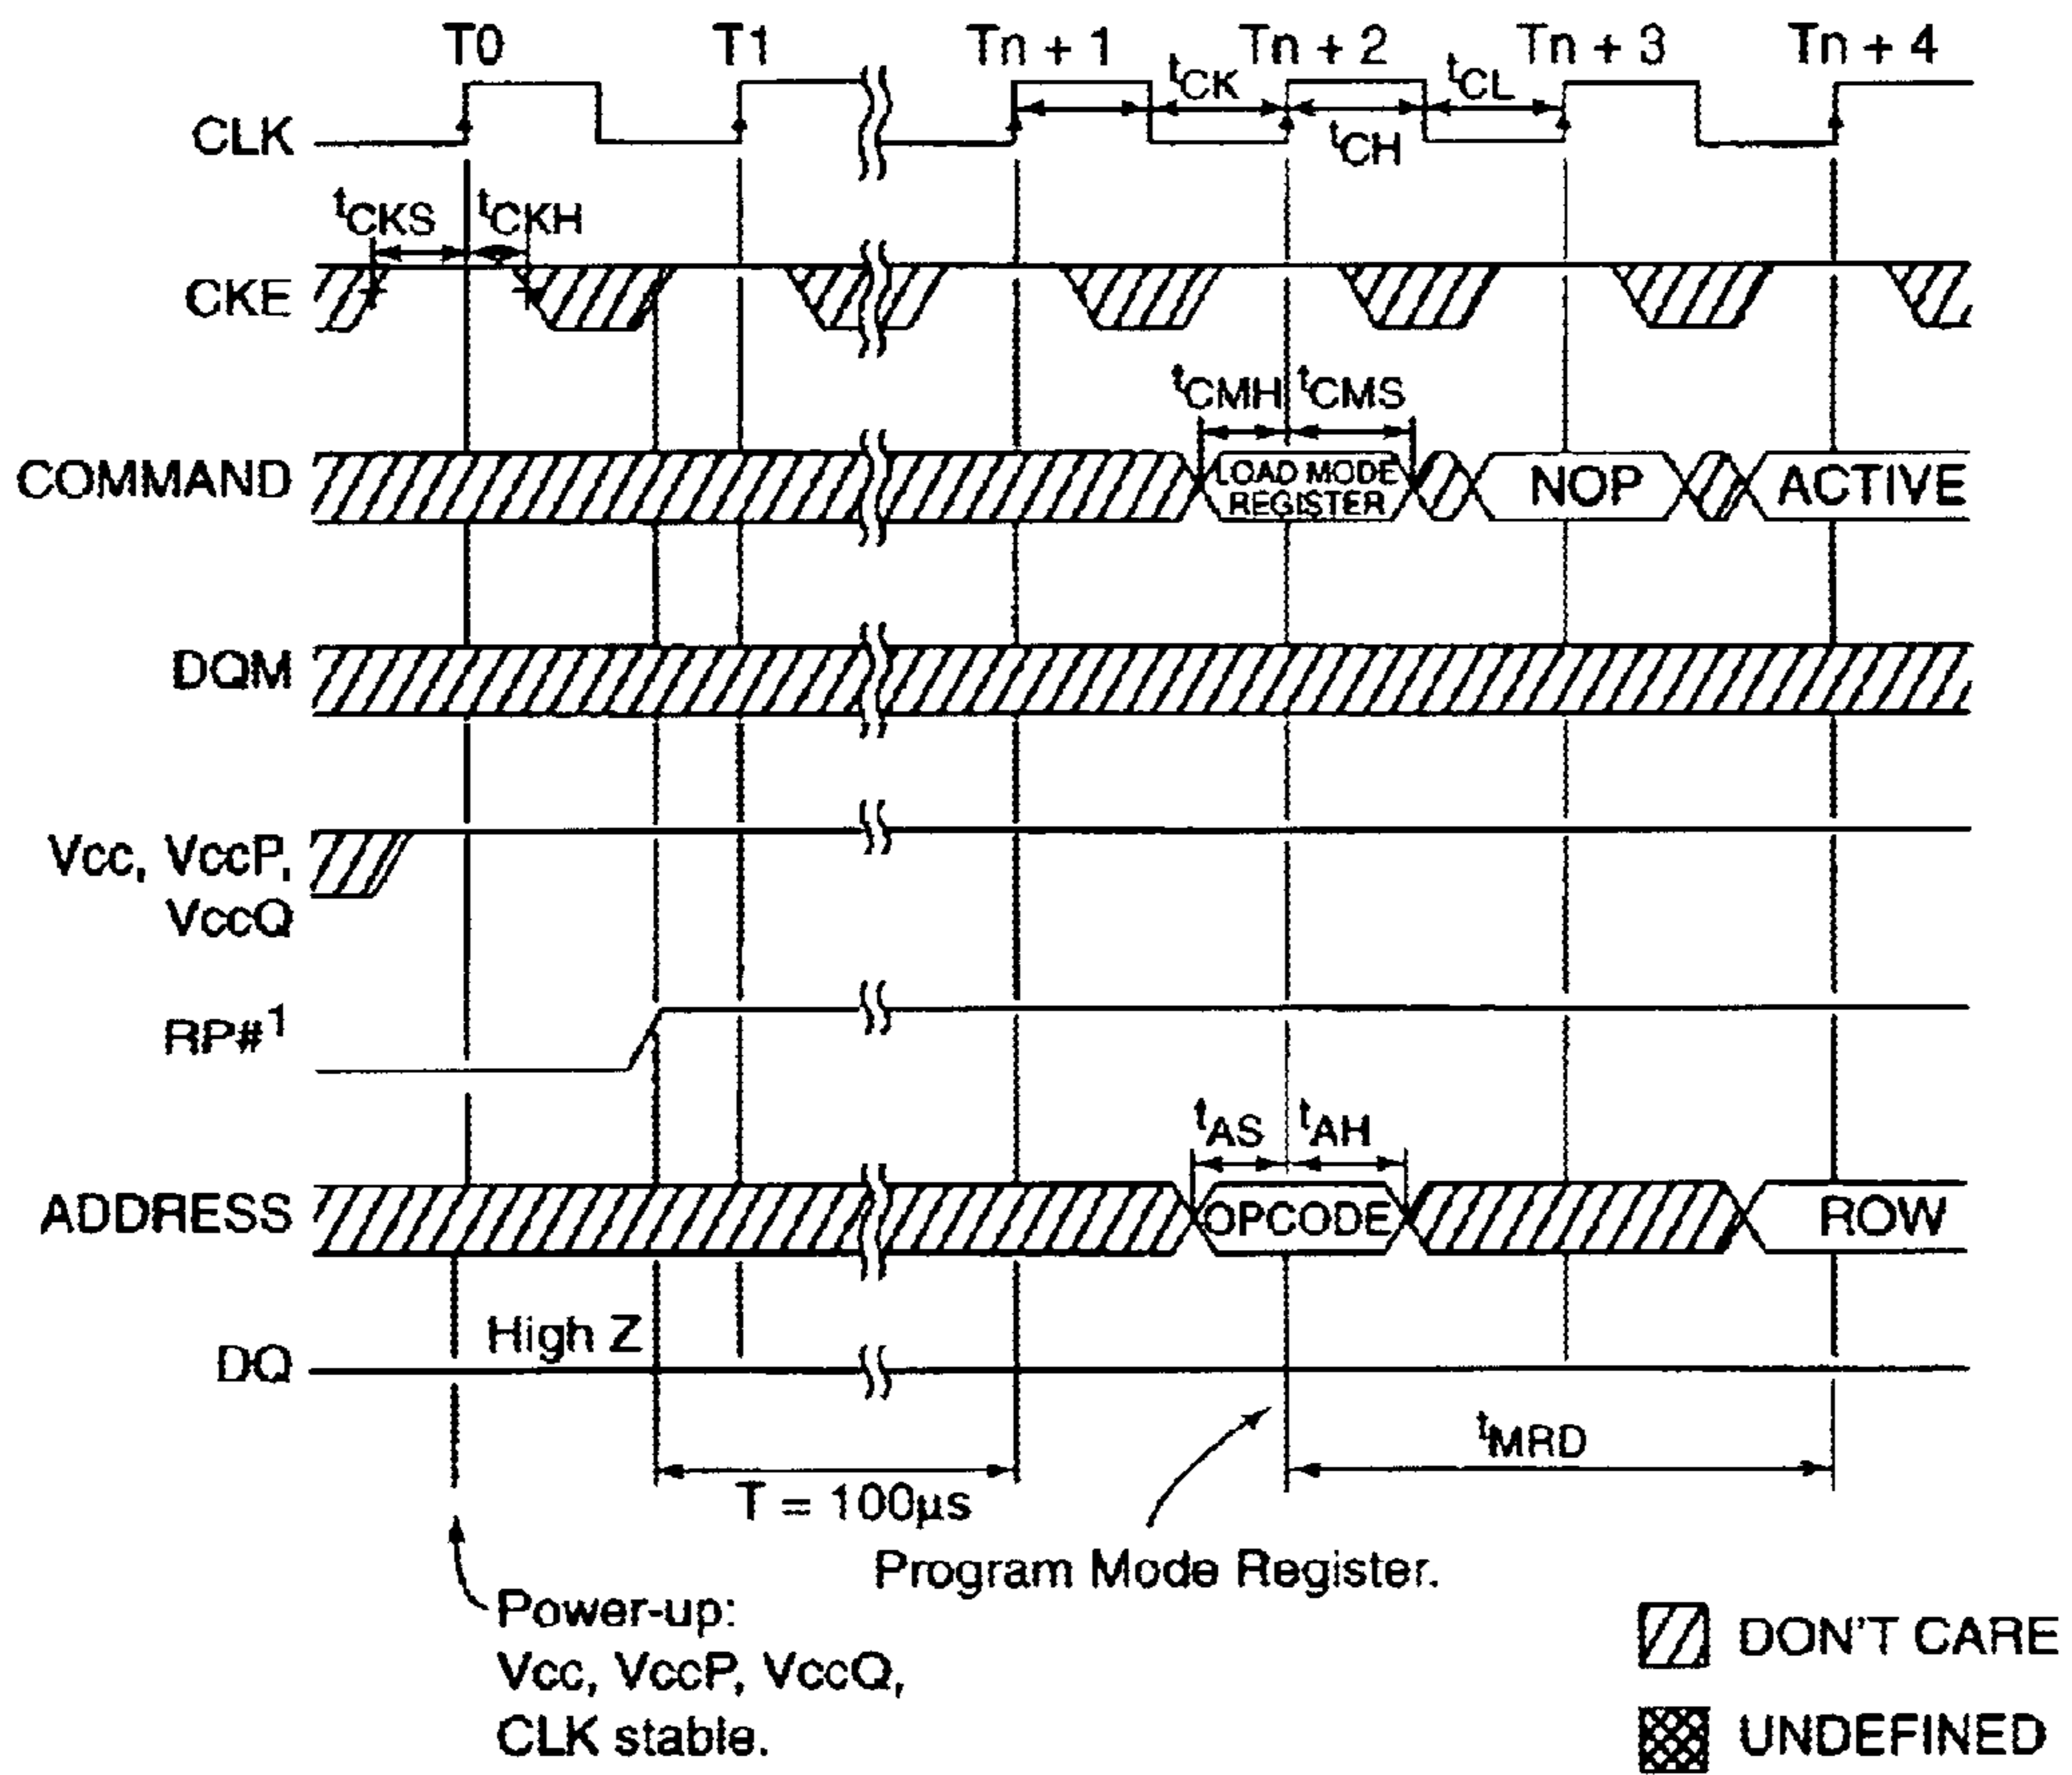 T0 T1 Tn + 1 Tn + 2 Tn + 3 Tn + 4
tCK tCL
CLK
tCH
tCKS tCKH
CKE
tCMH tCMS
COMMAND LOAD MODE REGISTER NOP ACTIVE
DQM
Vcc, VccP,
VccQ
RP#1
tAS tAH
ADDRESS OPCODE ROW
High Z
DQ
tMRD
T = 100µs
Program Mode Register.
Power-up:
Vcc, VccP, VccQ,
CLK stable.
DON'T CARE
UNDEFINED